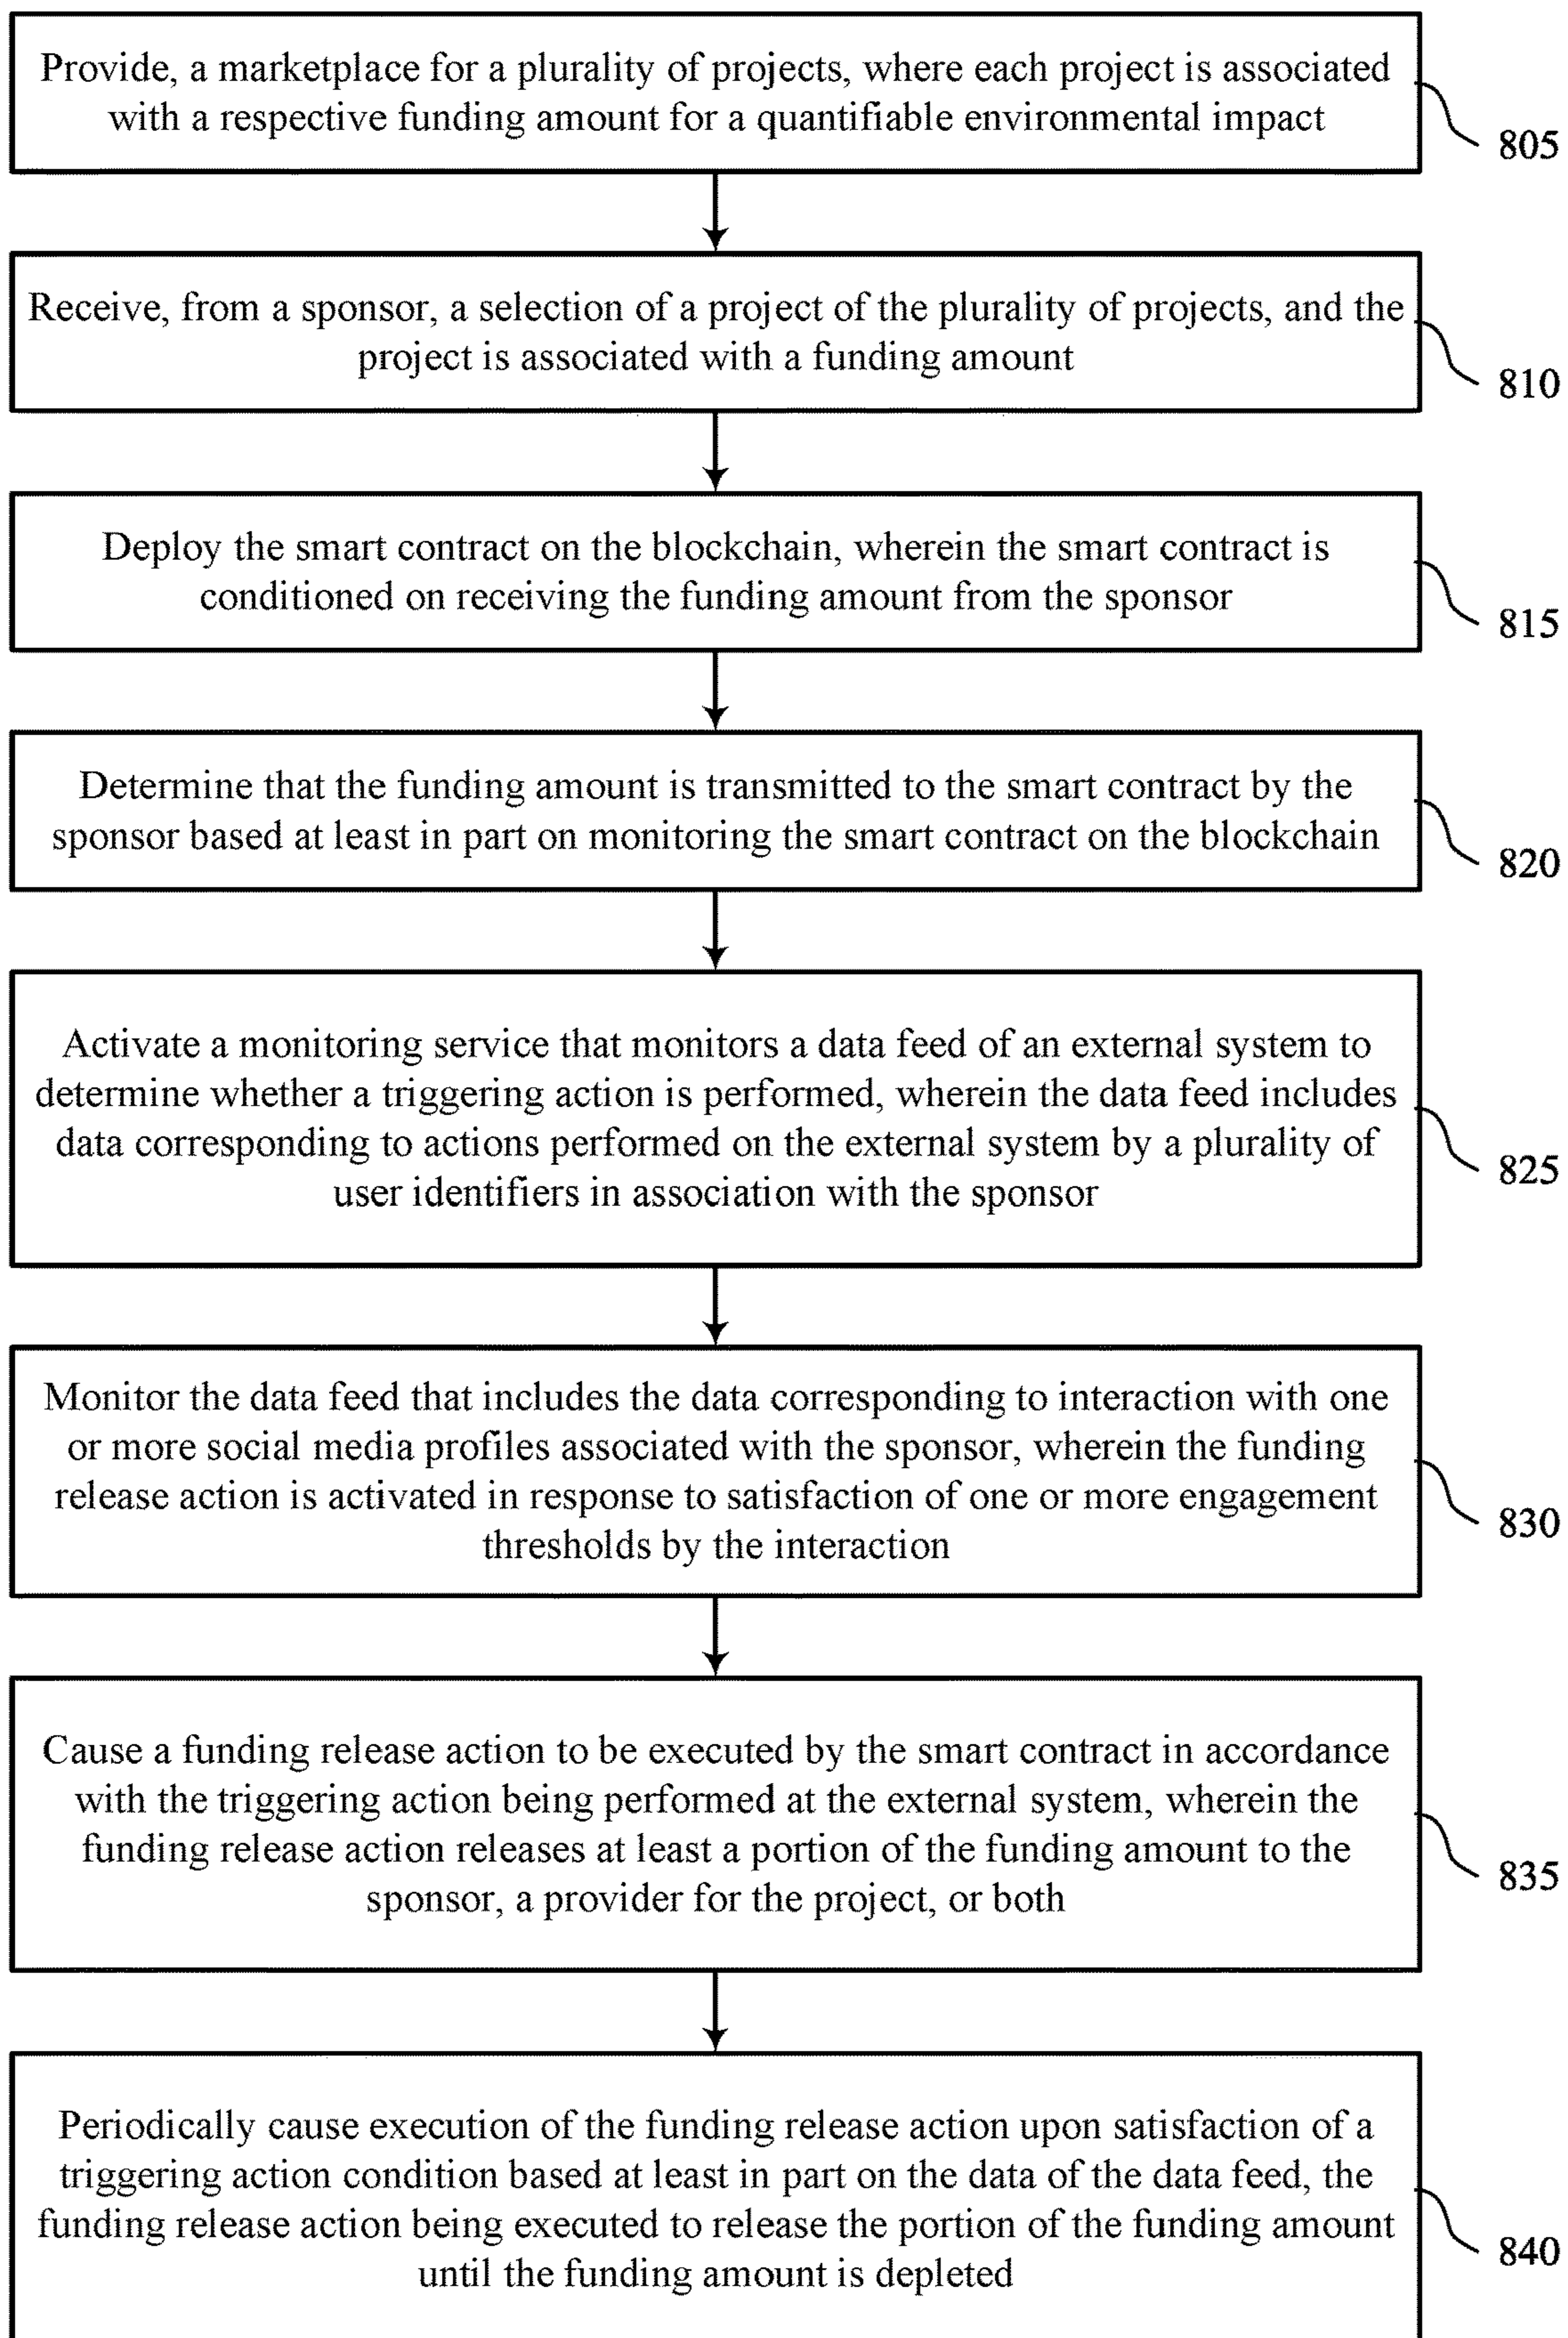 Provide, a marketplace for a plurality of projects, where each project is associated
with a respective funding amount for a quantifiable environmental impact
805
Receive, from a sponsor, a selection of a project of the plurality of projects, and the
project is associated with a funding amount
810
Deploy the smart contract on the blockchain, wherein the smart contract is
conditioned on receiving the funding amount from the sponsor
815
Determine that the funding amount is transmitted to the smart contract by the
sponsor based at least in part on monitoring the smart contract on the blockchain
820
Activate a monitoring service that monitors a data feed of an external system to
determine whether a triggering action is performed, wherein the data feed includes
data corresponding to actions performed on the external system by a plurality of
user identifiers in association with the sponsor
825
Monitor the data feed that includes the data corresponding to interaction with one
or more social media profiles associated with the sponsor, wherein the funding
release action is activated in response to satisfaction of one or more engagement
thresholds by the interaction
830
Cause a funding release action to be executed by the smart contract in accordance
with the triggering action being performed at the external system, wherein the
funding release action releases at least a portion of the funding amount to the
sponsor, a provider for the project, or both
835
Periodically cause execution of the funding release action upon satisfaction of a
triggering action condition based at least in part on the data of the data feed, the
funding release action being executed to release the portion of the funding amount
until the funding amount is depleted
840